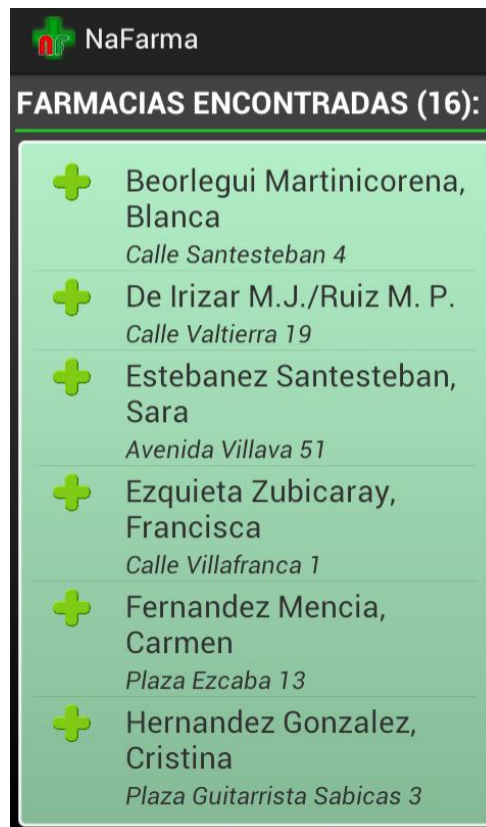 NaFarma
FARMACIAS ENCONTRADAS (16):
Beorlegui Martinicorena,
Blanca
Calle Santesteban 4
De Irizar M.J./Ruiz M. P.
Calle Valtierra 19
Estebanez Santesteban,
Sara
Avenida Villava 51
Ezquieta Zubicaray,
Francisca
Calle Villafranca 1
Fernandez Mencia,
Carmen
Plaza Ezcaba 13
Hernandez Gonzalez,
Cristina
Plaza Guitarrista Sabicas 3